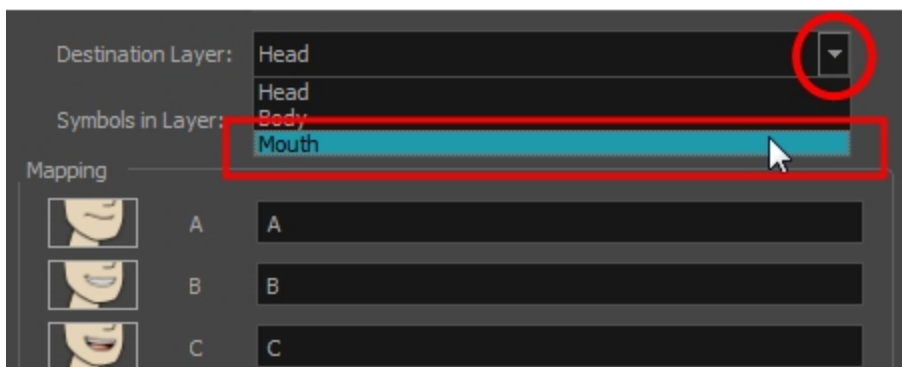 Destination Layer: Head
Head
Symbols in Layer: Body
Mouth
Mapping
A A
B B
C C